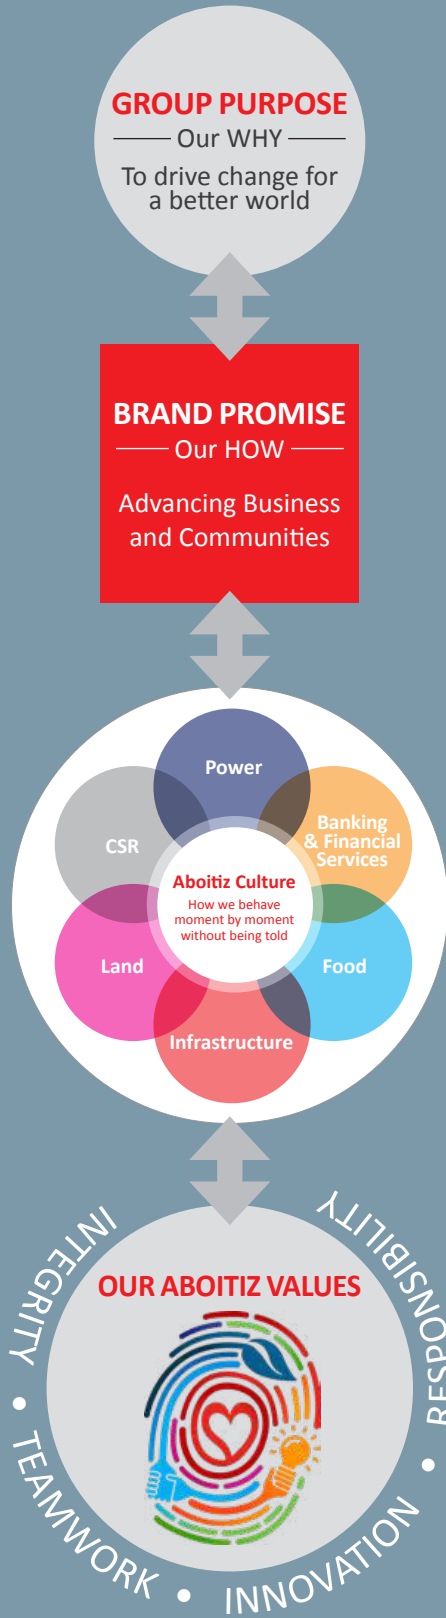 GROUP PURPOSE
Our WHY
To drive change for
a better world
BRAND PROMISE
Our HOW
Advancing Business
and Communities
Power
Banking
& Financial
Services
CSR
Aboitiz Culture
How we behave
moment by moment
without being told
Land
Food
Infrastructure
OUR ABOITIZ VALUES
INTEGRITY • TEAMWORK • INNOVATION • RESPONSIBILITY